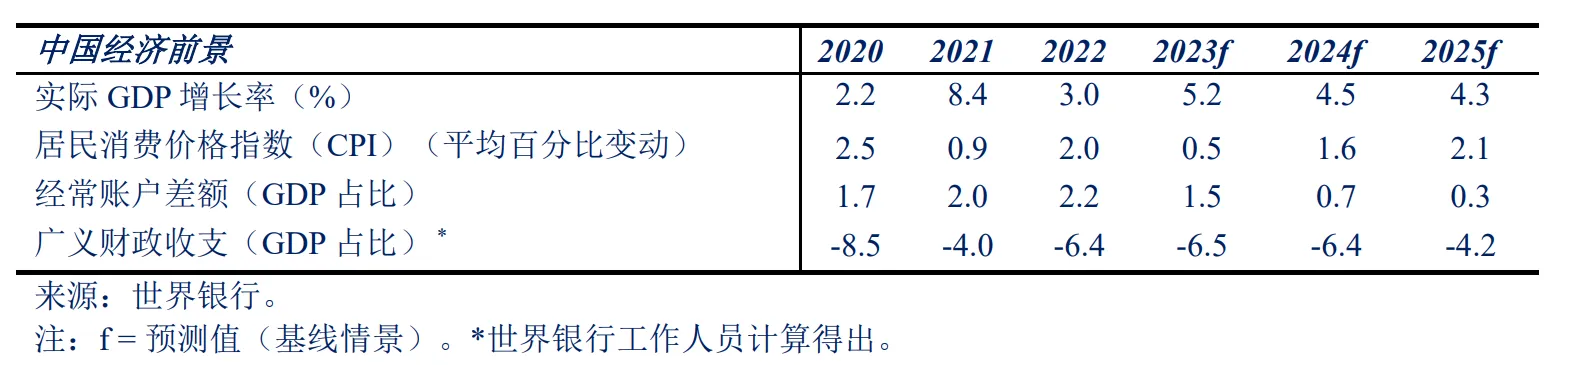 中国经济前景 2020 2021 2022 2023f 2024f 2025f
实际 GDP 增长率（%） 2.2 8.4 3.0 5.2 4.5 4.3
居民消费价格指数（CPI）（平均百分比变动） 2.5 0.9 2.0 0.5 1.6 2.1
经常账户差额（GDP 占比） 1.7 2.0 2.2 1.5 0.7 0.3
广义财政收支（GDP 占比）* -8.5 -4.0 -6.4 -6.5 -6.4 -4.2
来源：世界银行。
注：f = 预测值（基线情景）。*世界银行工作人员计算得出。